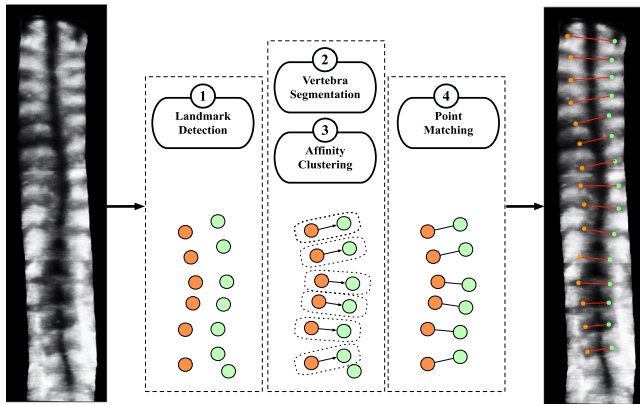 1
Landmark
Detection
2
Vertebra
Segmentation
3
Affinity
Clustering
4
Point
Matching